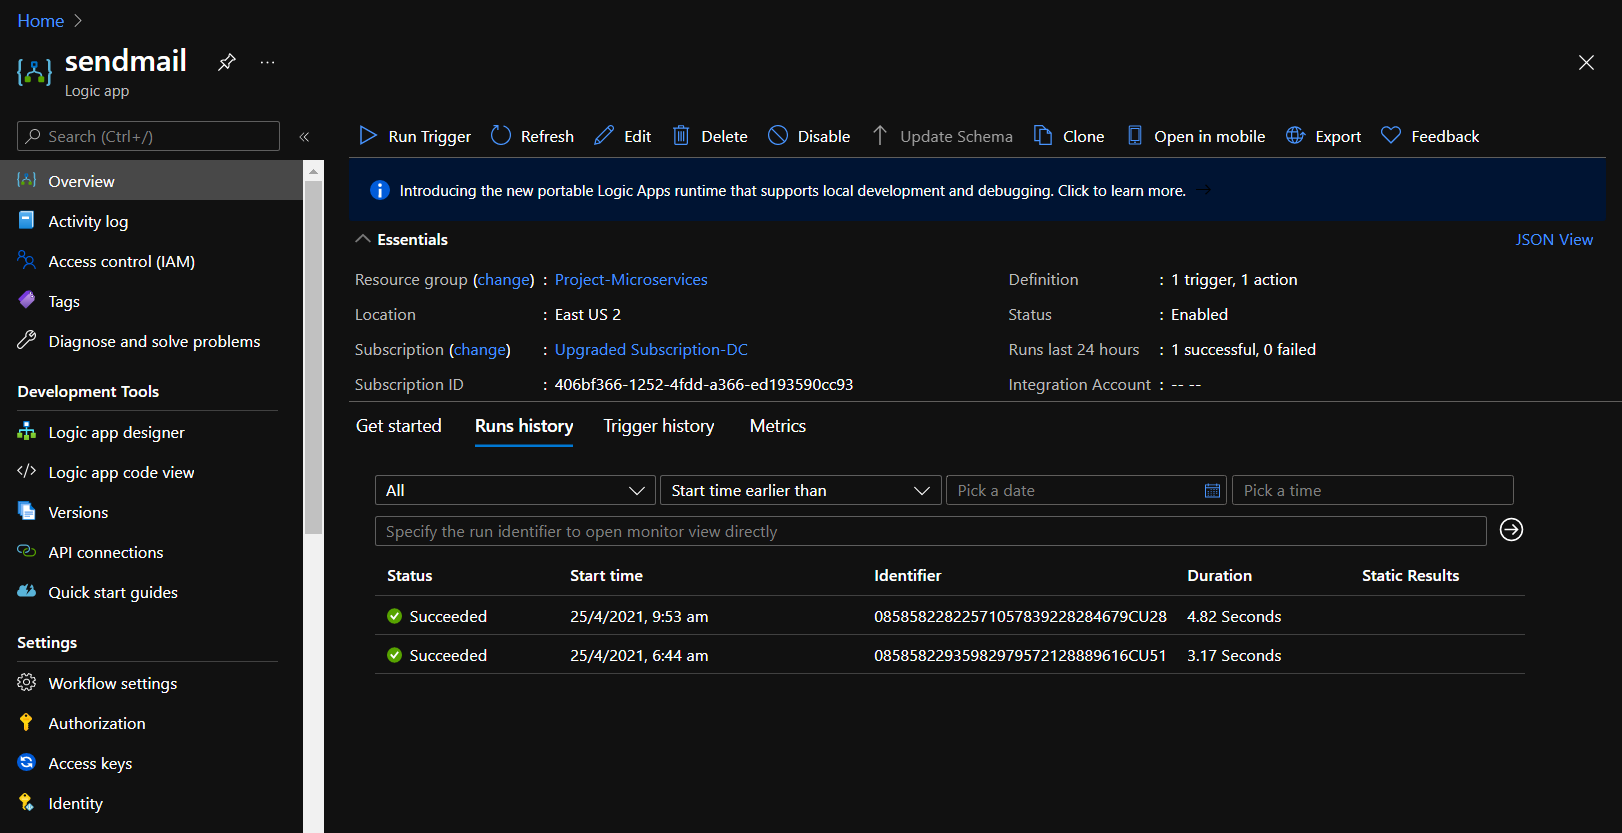 Home
sendmail
Logic app
Search (Ctrl+/)
Overview
Activity log
Access control (IAM)
Tags
Diagnose and solve problems
Development Tools
Logic app designer
Logic app code view
Versions
API connections
Quick start guides
Settings
Workflow settings
Authorization
Access keys
Identity
Run Trigger Refresh Edit Delete Disable Update Schema Clone Open in mobile Export Feedback
Introducing the new portable Logic Apps runtime that supports local development and debugging. Click to learn more.
Essentials JSON View
Resource group (change) : Project-Microservices Definition : 1 trigger, 1 action
Location : East US 2 Status : Enabled
Subscription (change) : Upgraded Subscription-DC Runs last 24 hours : 1 successful, 0 failed
Subscription ID : 406bf366-1252-4fdd-a366-ed193590cc93 Integration Account : -- --
Get started Runs history Trigger history Metrics
All Start time earlier than Pick a date Pick a time
Specify the run identifier to open monitor view directly
Status Start time Identifier Duration Static Results
Succeeded 25/4/2021, 9:53 am 08585822822571057839228284679CU28 4.82 Seconds
Succeeded 25/4/2021, 6:44 am 08585822935982979572128889616CU51 3.17 Seconds